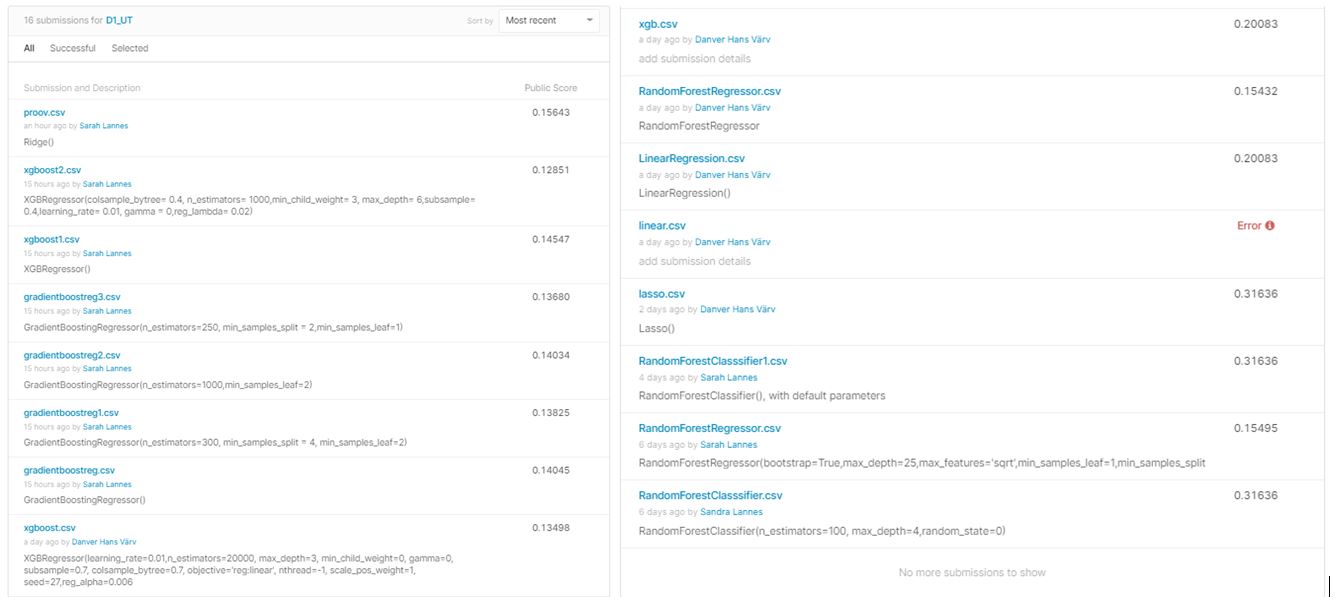 16 submissions for D1_UT
Sort by Most recent
All Successful Selected
Submission and Description Public Score
proov.csv 0.15643
an hour ago by Sarah Lannes
Ridge()
xgboost2.csv 0.12851
15 hours ago by Sarah Lannes
XGBRegressor(colsample_bytree= 0.4, n_estimators= 1000,min_child_weight= 3, max_depth= 6,subsample=
0.4,learning_rate= 0.01, gamma = 0,reg_lambda= 0.02)
xgboost1.csv 0.14547
15 hours ago by Sarah Lannes
XGBRegressor()
gradientboostreg3.csv 0.13680
15 hours ago by Sarah Lannes
GradientBoostingRegressor(n_estimators=250, min_samples_split = 2,min_samples_leaf=1)
gradientboostreg2.csv 0.14034
15 hours ago by Sarah Lannes
GradientBoostingRegressor(n_estimators=1000,min_samples_leaf=2)
gradientboostreg1.csv 0.13825
15 hours ago by Sarah Lannes
GradientBoostingRegressor(n_estimators=300, min_samples_split = 4, min_samples_leaf=2)
gradientboostreg.csv 0.14045
15 hours ago by Sarah Lannes
GradientBoostingRegressor()
xgboost.csv 0.13498
a day ago by Danver Hans Värv
XGBRegressor(learning_rate=0.01,n_estimators=20000, max_depth=3, min_child_weight=0, gamma=0,
subsample=0.7, colsample_bytree=0.7, objective='reg:linear', nthread=-1, scale_pos_weight=1,
seed=27,reg_alpha=0.006
xgb.csv 0.20083
a day ago by Danver Hans Värv
add submission details
RandomForestRegressor.csv 0.15432
a day ago by Danver Hans Värv
RandomForestRegressor
LinearRegression.csv 0.20083
a day ago by Danver Hans Värv
LinearRegression()
linear.csv Error
a day ago by Danver Hans Värv
add submission details
lasso.csv 0.31636
2 days ago by Danver Hans Värv
Lasso()
RandomForestClasssifier1.csv 0.31636
4 days ago by Sarah Lannes
RandomForestClassifier(), with default parameters
RandomForestRegressor.csv 0.15495
6 days ago by Sarah Lannes
RandomForestRegressor(bootstrap=True,max_depth=25,max_features='sqrt',min_samples_leaf=1,min_samples_split
RandomForestClasssifier.csv 0.31636
6 days ago by Sandra Lannes
RandomForestClassifier(n_estimators=100, max_depth=4,random_state=0)
No more submissions to show